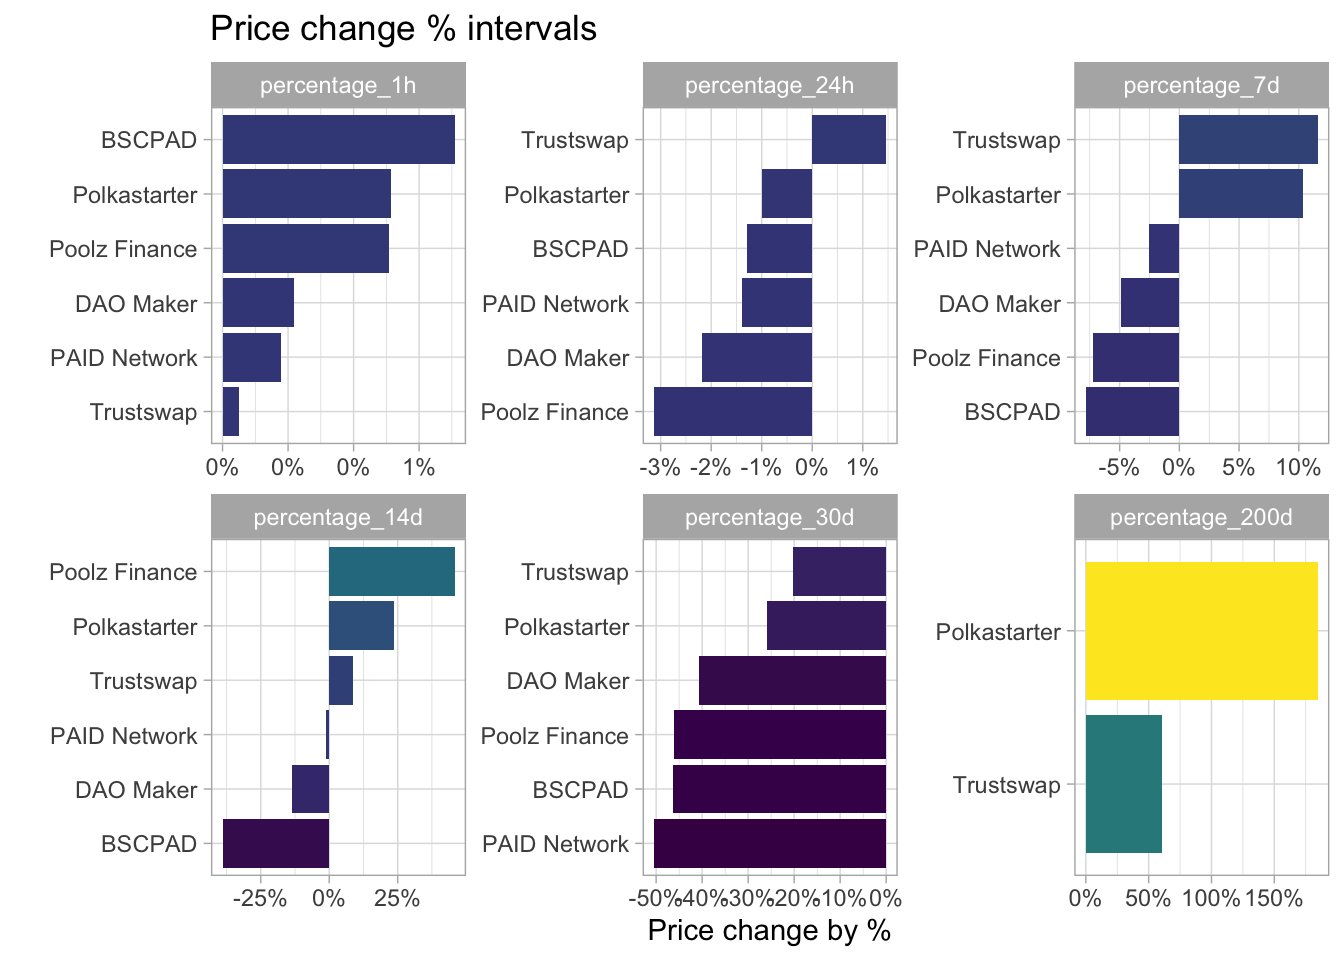 Price change % intervals
percentage_1h
BSCPAD
Polkastarter
Poolz Finance
DAO Maker
PAID Network
Trustswap
0% 0% 0% 1%
percentage_24h
Trustswap
Polkastarter
BSCPAD
PAID Network
DAO Maker
Poolz Finance
-3% -2% -1% 0% 1%
percentage_7d
Trustswap
Polkastarter
PAID Network
DAO Maker
Poolz Finance
BSCPAD
-5% 0% 5% 10%
percentage_14d
Poolz Finance
Polkastarter
Trustswap
PAID Network
DAO Maker
BSCPAD
-25% 0% 25%
percentage_30d
Trustswap
Polkastarter
DAO Maker
Poolz Finance
BSCPAD
PAID Network
-50% -40% -30% -20% -10% 0%
percentage_200d
Polkastarter
Trustswap
0% 50% 100% 150%
Price change by %